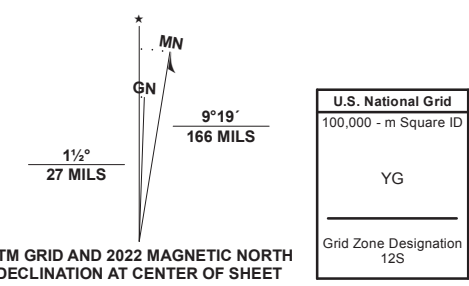 ★
MN
GN
9°19´
166 MILS
1½°
27 MILS
TM GRID AND 2022 MAGNETIC NORTH
DECLINATION AT CENTER OF SHEET
U.S. National Grid
100,000 - m Square ID
YG
Grid Zone Designation
12S